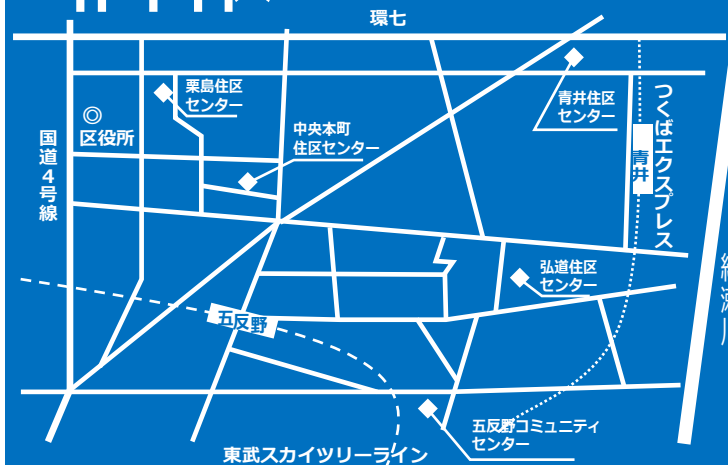 環七
栗島住区
センター
◎
区役所
中央本町
住区センター
青井住区
センター
国道4号線
つくばエクスプレス
青井
弘道住区
センター
五反野
五反野コミュニティ
センター
東武スカイツリーライン